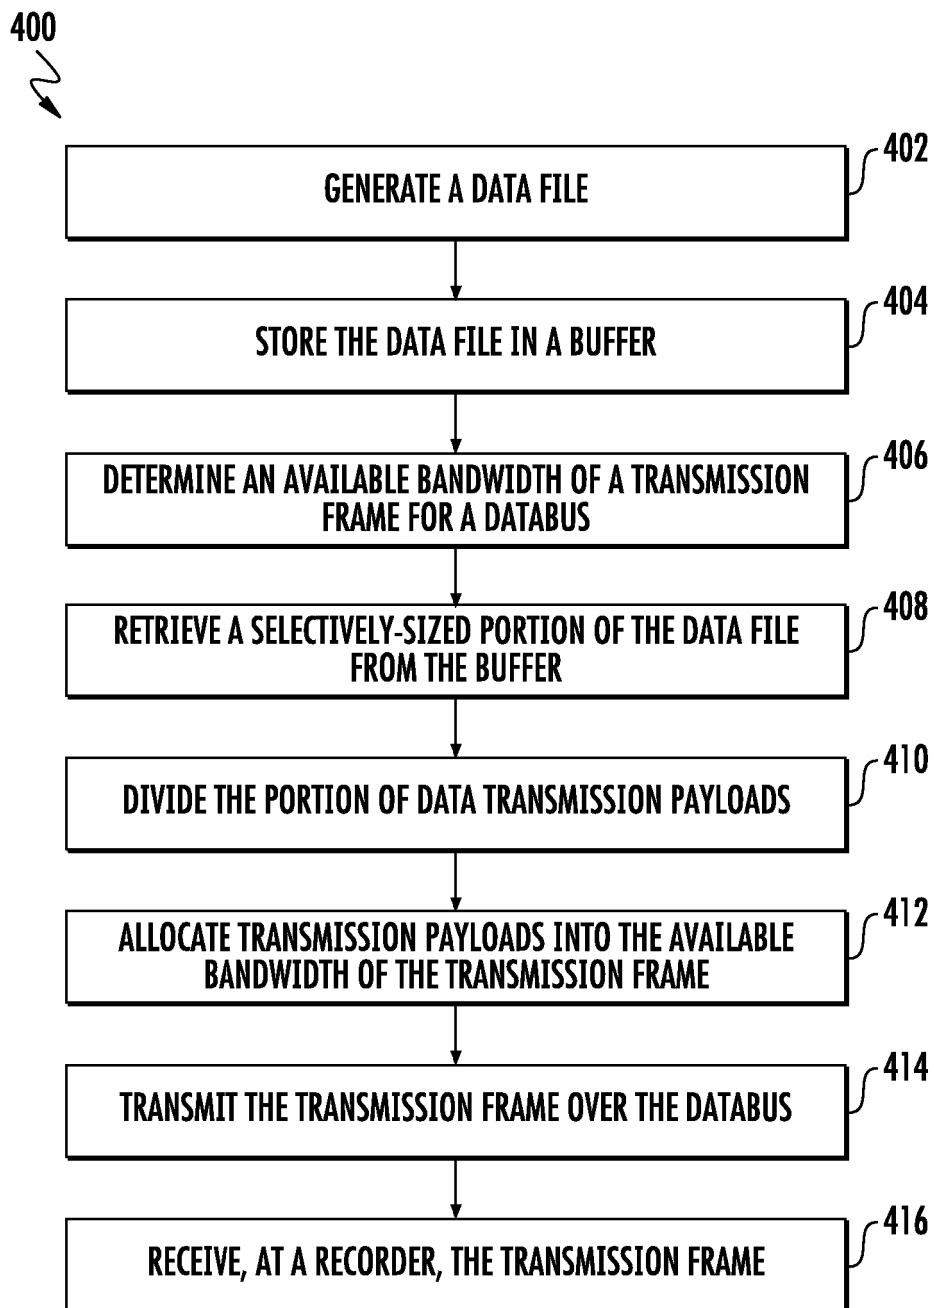 400
402
GENERATE A DATA FILE
404
STORE THE DATA FILE IN A BUFFER
406
DETERMINE AN AVAILABLE BANDWIDTH OF A TRANSMISSION
FRAME FOR A DATABUS
408
RETRIEVE A SELECTIVELY-SIZED PORTION OF THE DATA FILE
FROM THE BUFFER
410
DIVIDE THE PORTION OF DATA TRANSMISSION PAYLOADS
412
ALLOCATE TRANSMISSION PAYLOADS INTO THE AVAILABLE
BANDWIDTH OF THE TRANSMISSION FRAME
414
TRANSMIT THE TRANSMISSION FRAME OVER THE DATABUS
416
RECEIVE, AT A RECORDER, THE TRANSMISSION FRAME